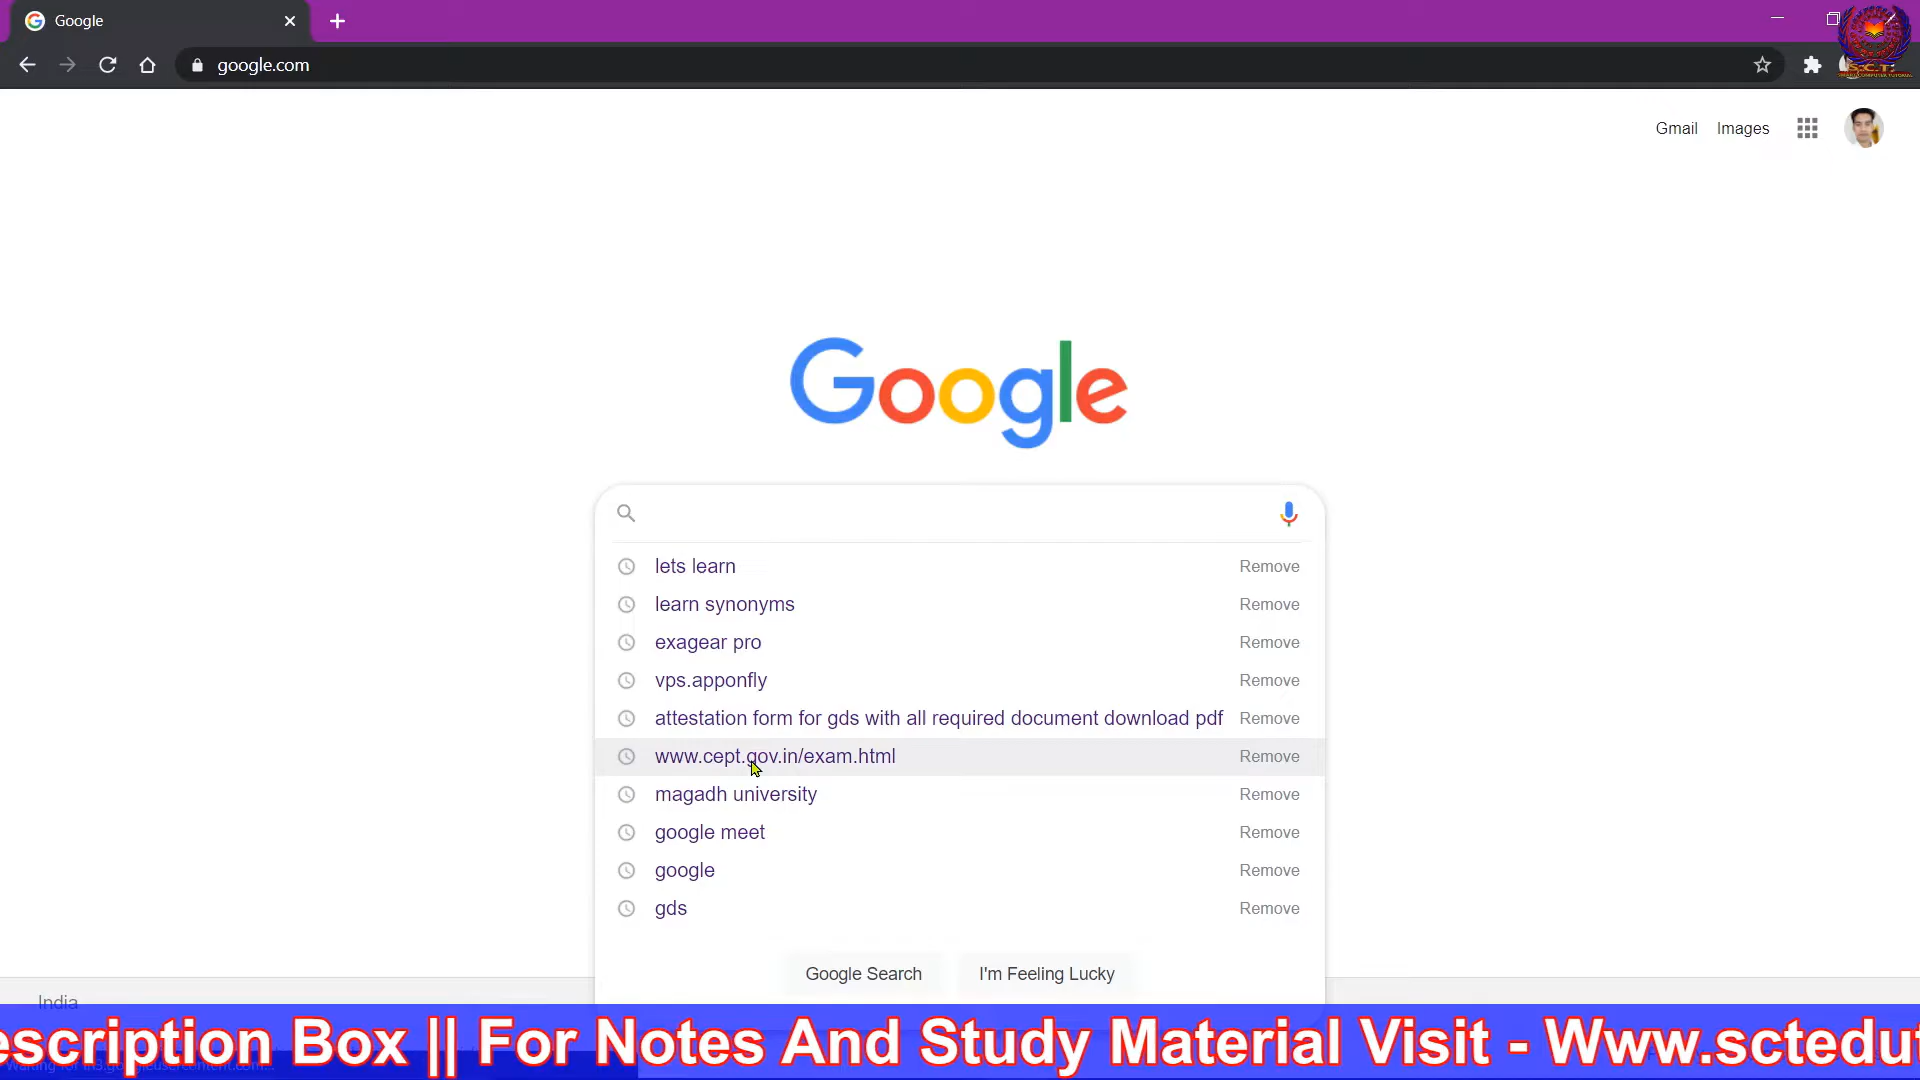 Google
google.com
S.C.T.
Gmail Images
Google
lets learn Remove
learn synonyms Remove
exagear pro Remove
vps.apponfly Remove
attestation form for gds with all required document download pdf Remove
www.cept.gov.in/exam.html Remove
magadh university Remove
google meet Remove
google Remove
gds Remove
Google Search I'm Feeling Lucky
India
escription Box || For Notes And Study Material Visit - Www.sctedut